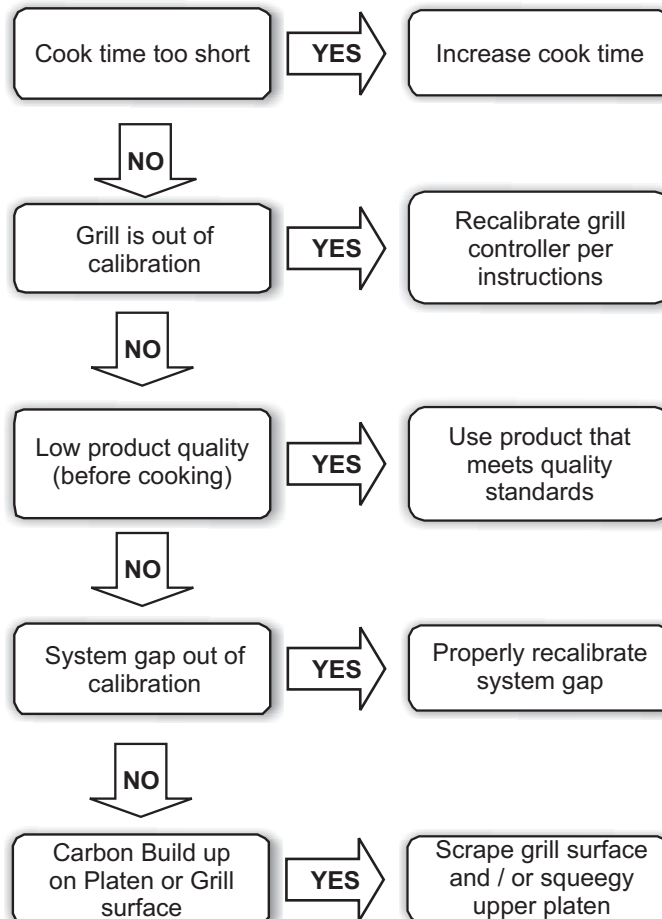 Cook time too short
YES
Increase cook time
NO
Grill is out of
calibration
YES
Recalibrate grill
controller per
instructions
NO
Low product quality
(before cooking)
YES
Use product that
meets quality
standards
NO
System gap out of
calibration
YES
Properly recalibrate
system gap
NO
Carbon Build up
on Platen or Grill
surface
YES
Scrape grill surface
and / or squeegy
upper platen